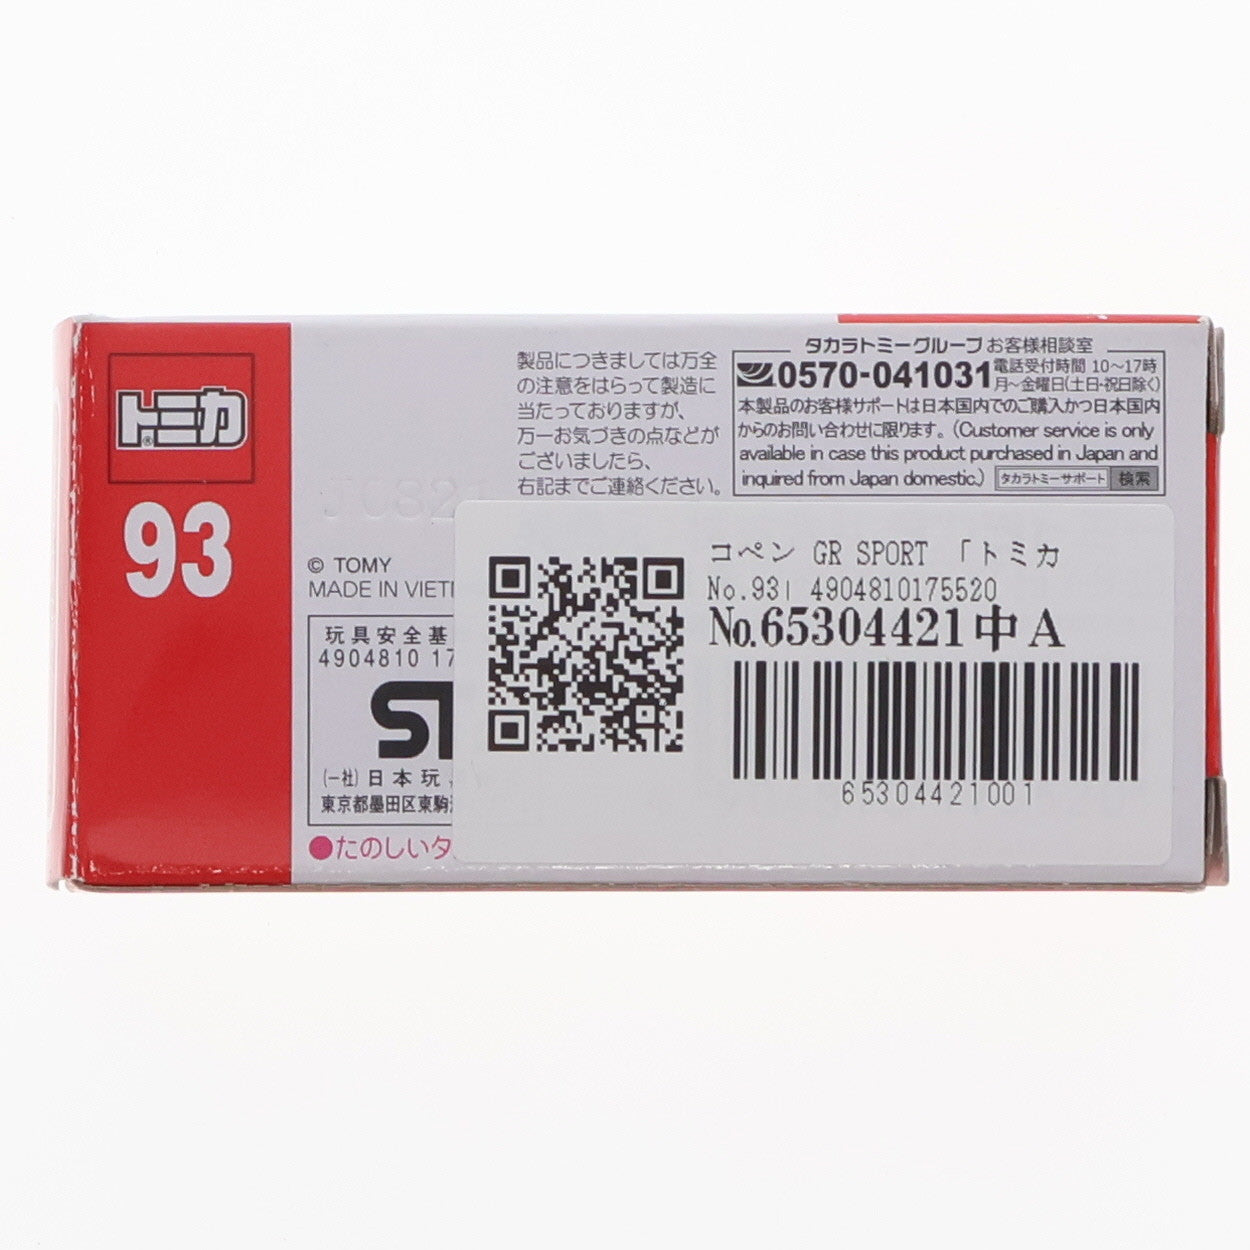 トミカ
®
93
製品につきましては万全
の注意をはらって製造に
当たっておりますが、
万一お気づきの点などが
ございましたら、
右記までご連絡ください。
タカラトミーグループお客様相談室
0570-041031 電話受付時間 10〜17時
月〜金曜日(土日・祝日除く)
本製品のお客様サポートは日本国内でのご購入かつ日本国内
からのお問い合わせに限ります。(Customer service is only
available in case this product purchased in Japan and
inquired from Japan domestic.) タカラトミーサポート 検索
© TOMY
MADE IN
玩具安全基
4904810 17
ST
(一社)日本玩
東京都墨田区東駒
●たのしい
コペン GR SPORT 「トミカ
No.93| 4904810175520
No.65304421中A
65304421001